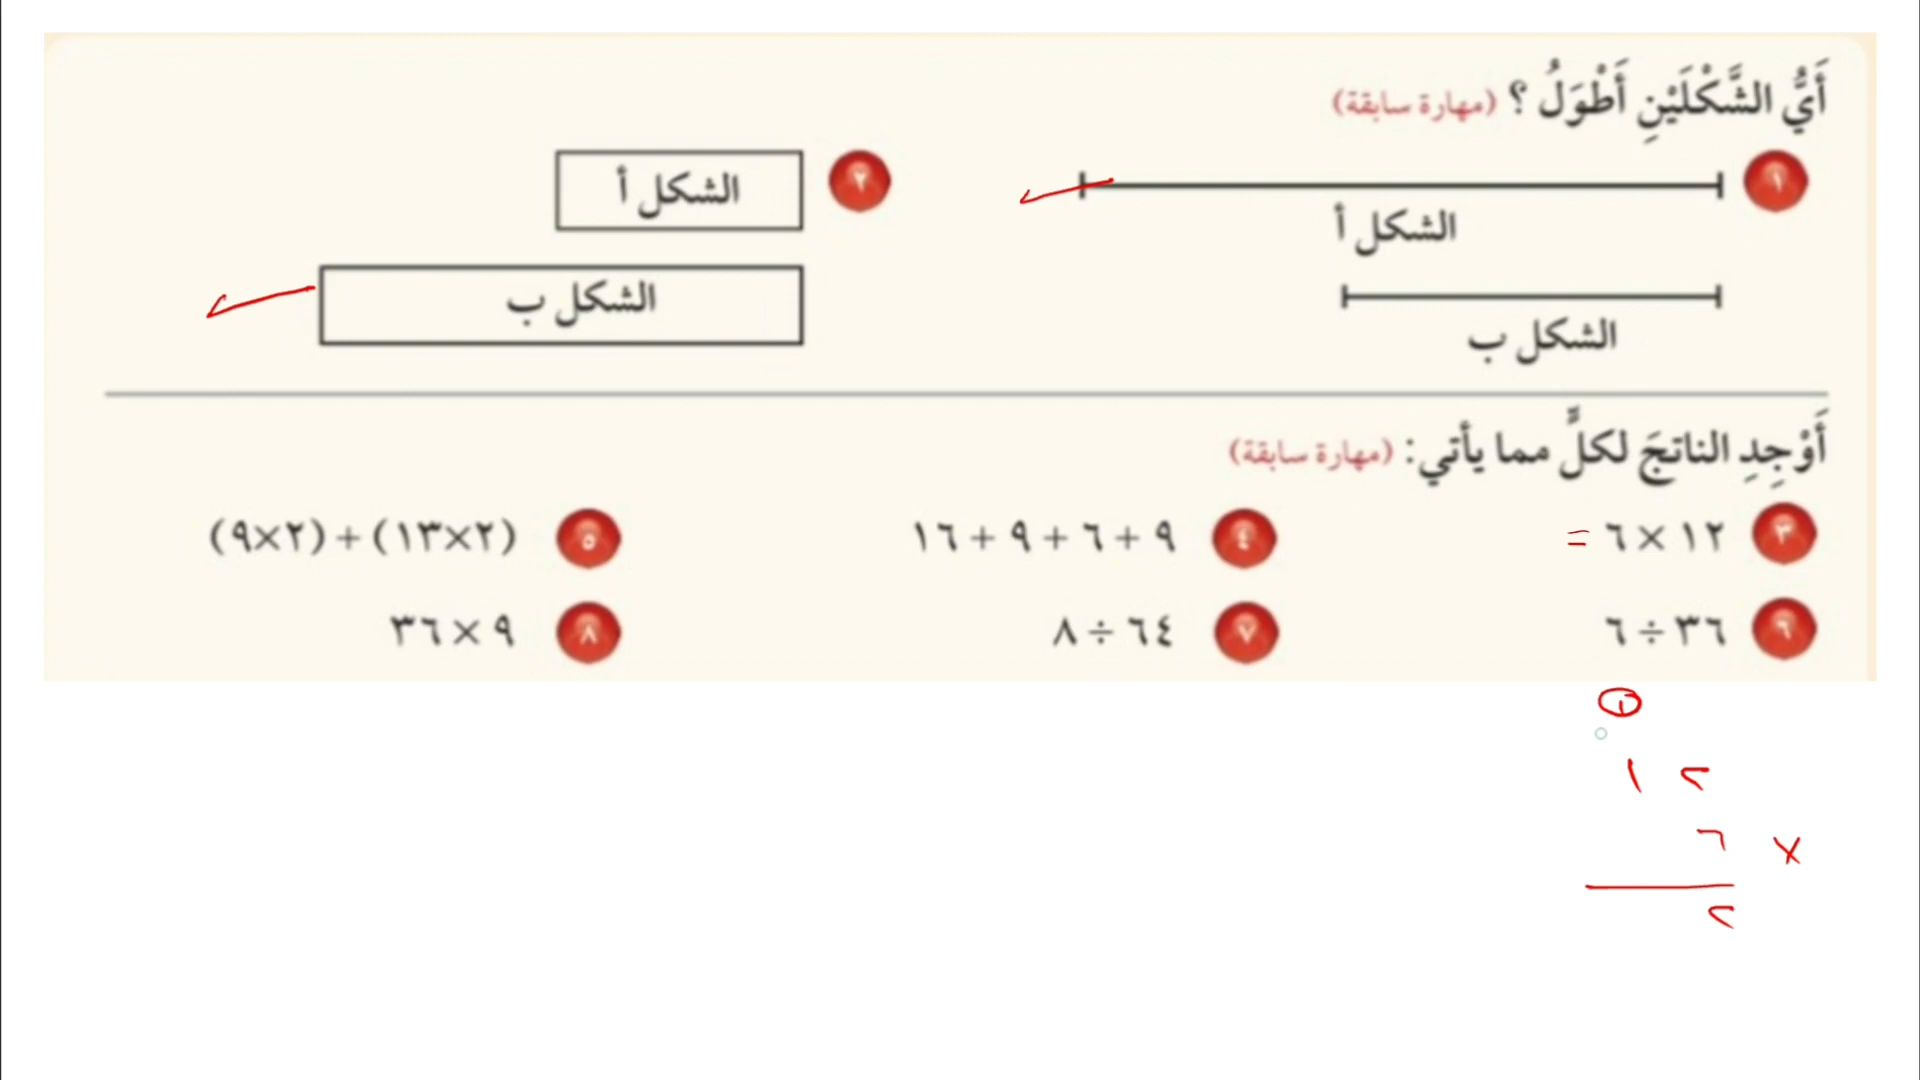 أَيُّ الشَّكْلَيْنِ أَطْوَلُ ؟ (مهارة سابقة)
١
الشكل أ
الشكل ب
٢
الشكل أ
الشكل ب
أَوْجِدِ الناتجَ لكلٍّ مما يأتي: (مهارة سابقة)
٣ ١٢ × ٦ =
٤ ٩ + ٦ + ٩ + ١٦
٥ (٢×١٣) + (٢×٩)
٦ ٣٦ ÷ ٦
٧ ٦٤ ÷ ٨
٨ ٩ × ٣٦
١
١٢
× ٦
٢